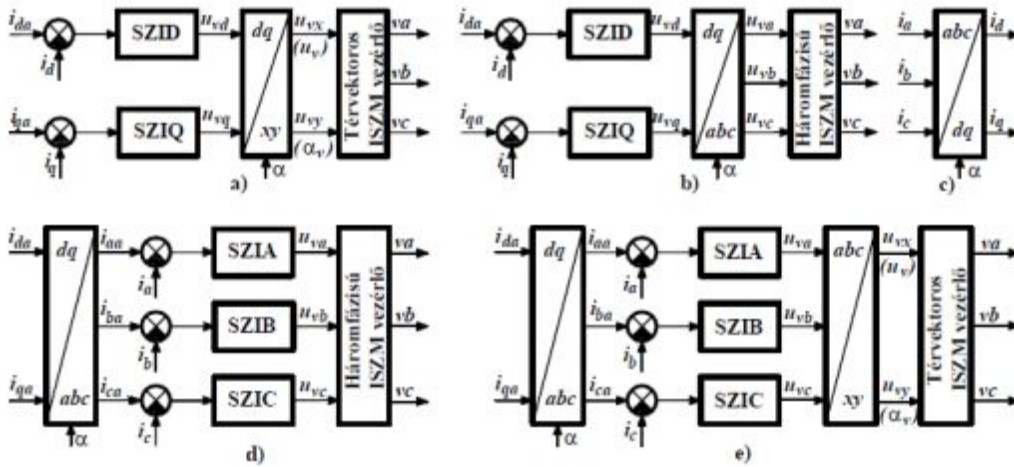 i_da SZID u_vd dq u_vx (u_v) va
i_d
vb
i_qa SZIQ u_vq xy u_vy (α_v) vc
i_q α
Térvektoros ISZM vezérlő
a)
i_da SZID u_vd dq u_va va
i_d
u_vb vb
i_qa SZIQ u_vq abc u_vc vc
i_q α
Háromfázisú ISZM vezérlő
b)
i_a abc i_d
i_b
i_c dq i_q
α
c)
i_da dq i_aa SZIA u_va va
i_a
i_ba SZIB u_vb vb
i_b
i_qa abc i_ca SZIC u_vc vc
α i_c
Háromfázisú ISZM vezérlő
d)
i_da dq i_aa SZIA u_va abc u_vx (u_v) va
i_a
i_ba SZIB u_vb vb
i_b
i_qa abc i_ca SZIC u_vc xy u_vy (α_v) vc
α i_c
Térvektoros ISZM vezérlő
e)